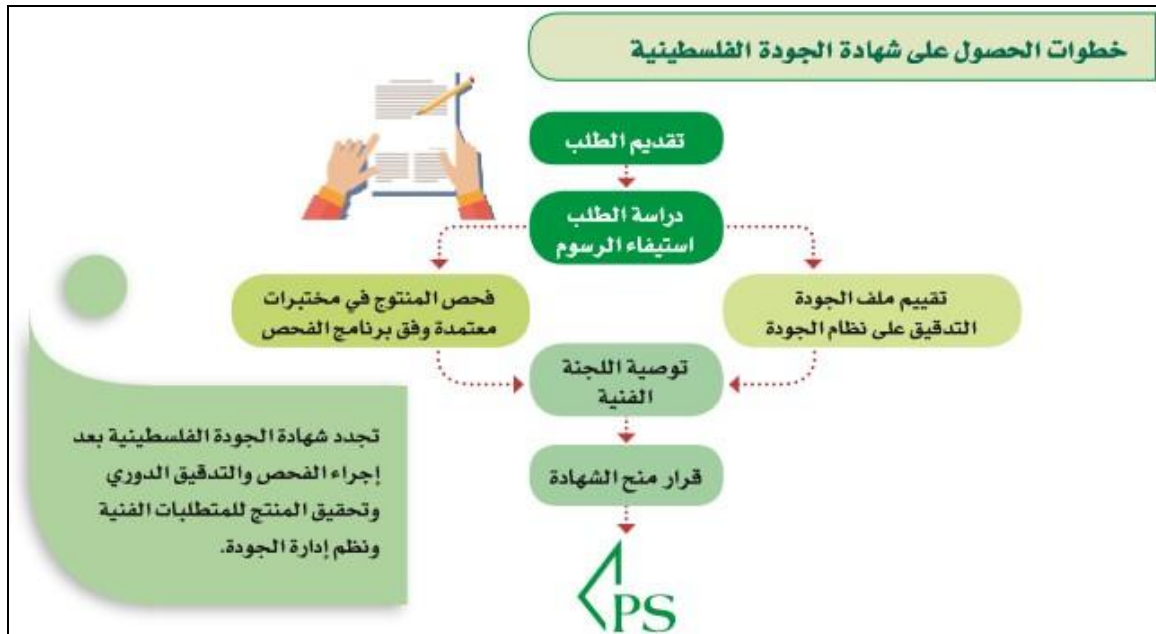 خطوات الحصول على شهادة الجودة الفلسطينية
تقديم الطلب
دراسة الطلب
استيفاء الرسوم
تقييم ملف الجودة
التدقيق على نظام الجودة
فحص المنتوج في مختبرات
معتمدة وفق برنامج الفحص
توصية اللجنة
الفنية
قرار منح الشهادة
PS
تجدد شهادة الجودة الفلسطينية بعد
إجراء الفحص والتدقيق الدوري
وتحقيق المنتج للمتطلبات الفنية
ونظم إدارة الجودة.